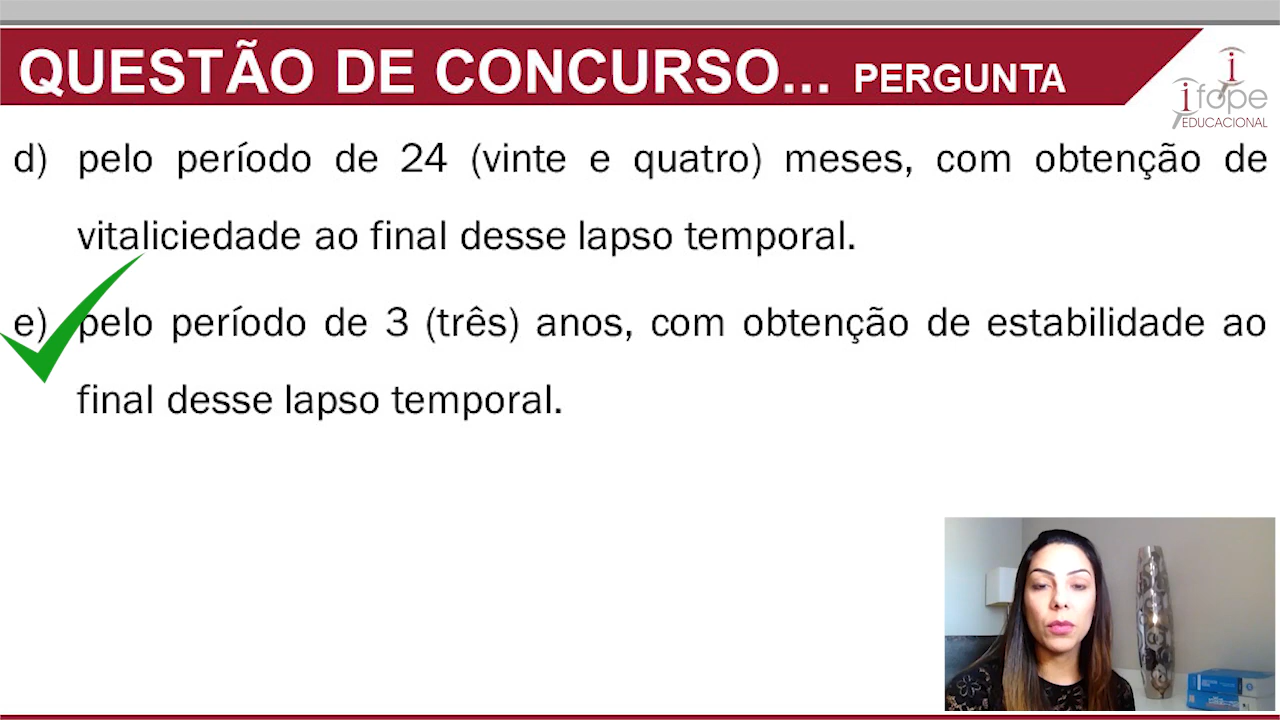 QUESTÃO DE CONCURSO... PERGUNTA
ifope
EDUCACIONAL
d) pelo período de 24 (vinte e quatro) meses, com obtenção de
vitaliciedade ao final desse lapso temporal.
e) pelo período de 3 (três) anos, com obtenção de estabilidade ao
final desse lapso temporal.